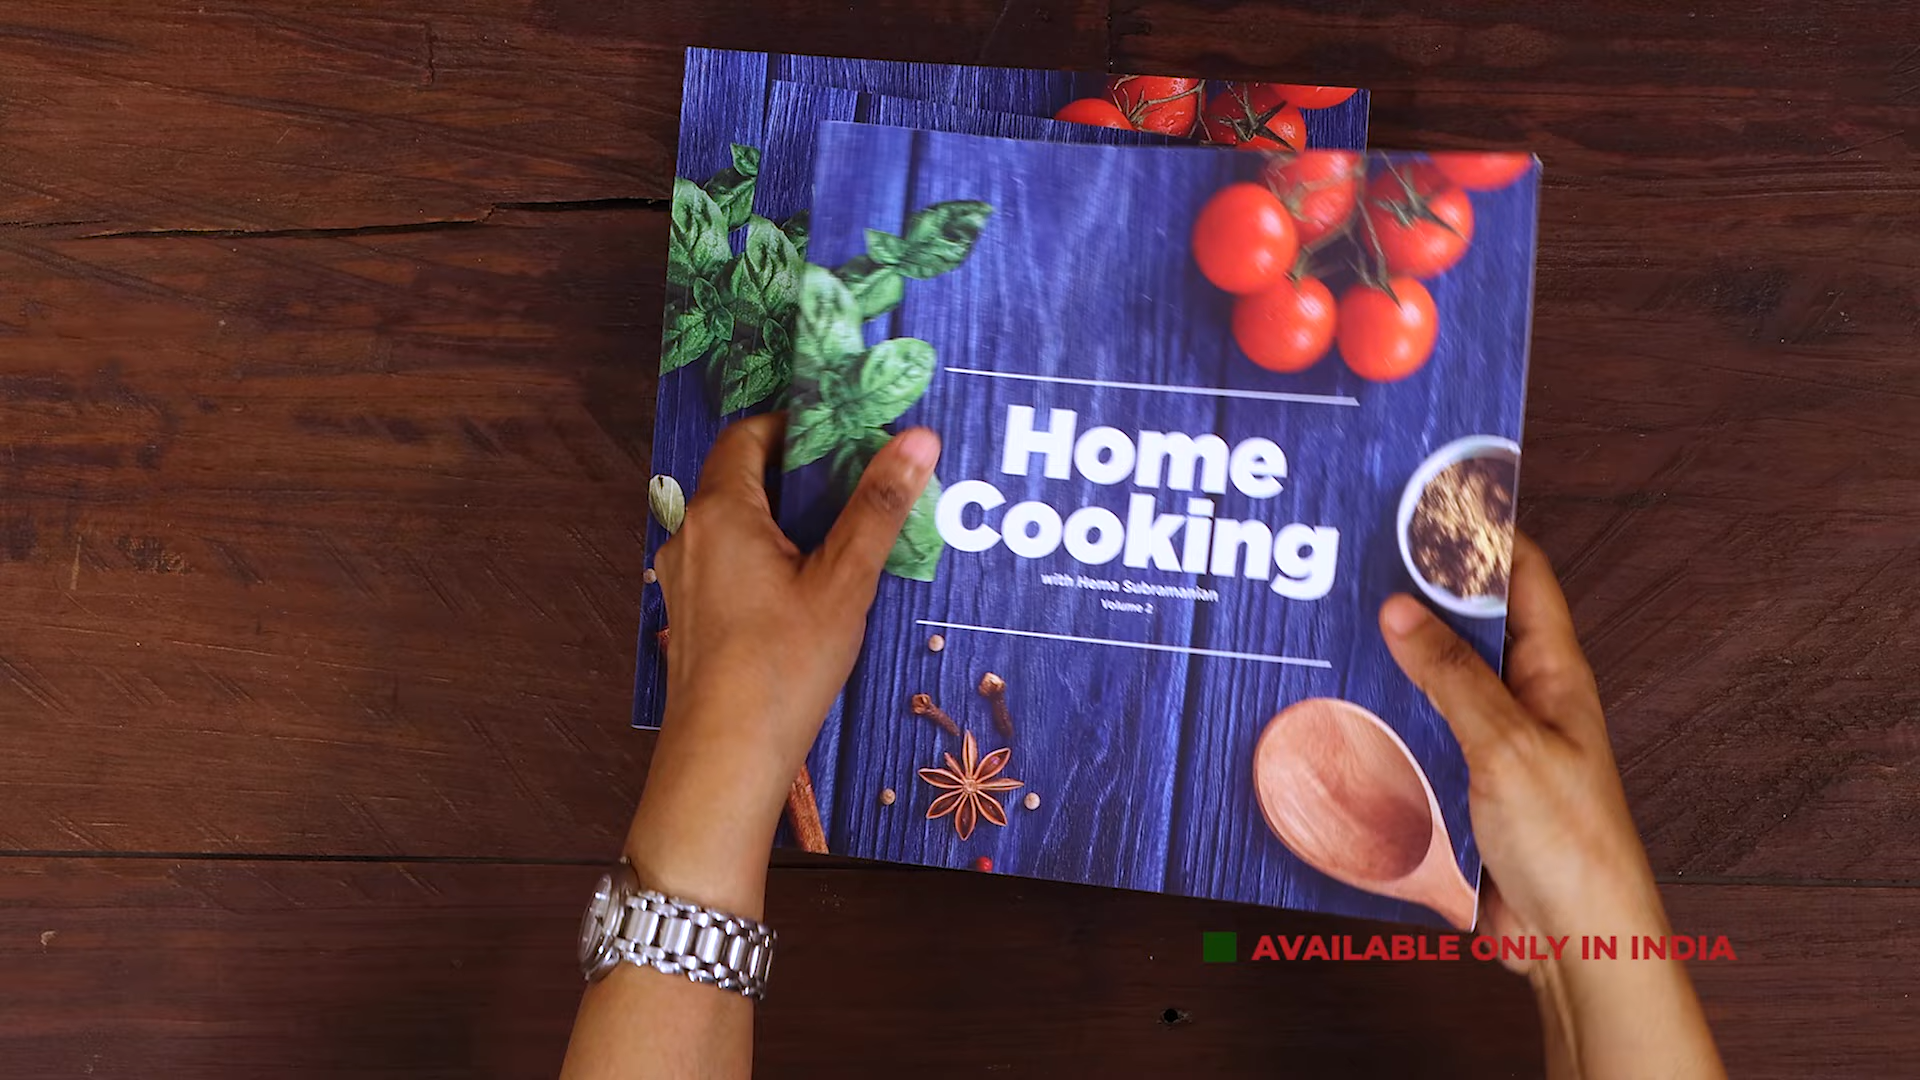 Home
Cooking
with Hema Subramanian
Volume 2
AVAILABLE ONLY IN INDIA